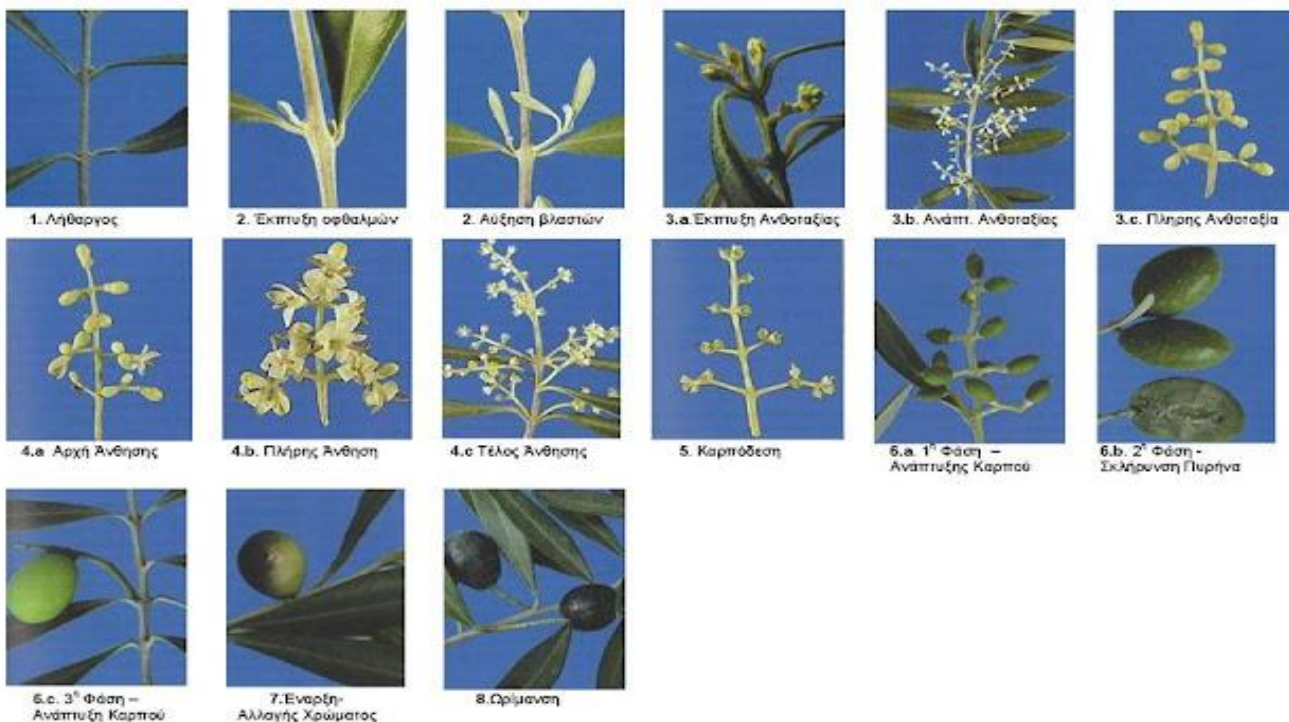 1. Λήθαργος
2. Έκπτυξη οφθαλμών
2. Αύξηση βλαστών
3.a.Έκπτυξη Ανθοταξίας
3.b. Ανάπτ. Ανθοταξίας
3.c. Πληρης Ανθοταξία
4.a Αρχή Άνθησης
4.b. Πλήρης Άνθηση
4.c Τέλος Άνθησης
5. Καρπόδεση
6.a. 1η Φάση –
Ανάπτυξης Καρπού
6.b. 2η Φάση -
Σκλήρυνση Πυρήνα
6.c. 3η Φάση –
Ανάπτυξη Καρπού
7.Έναρξη-
Αλλαγής Χρώματος
8.Ωρίμανση